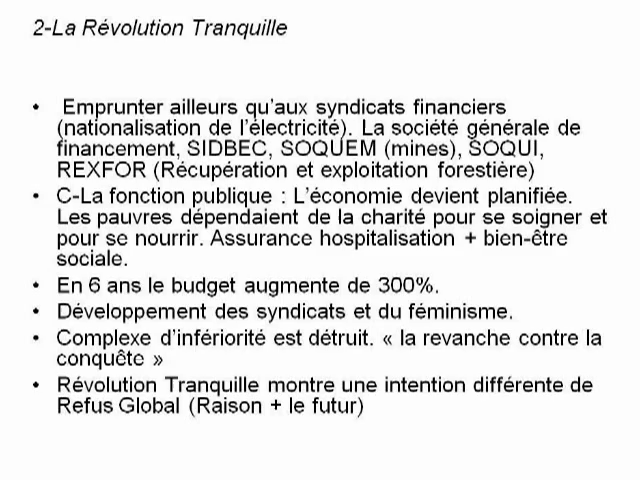 2-La Révolution Tranquille
• Emprunter ailleurs qu'aux syndicats financiers
(nationalisation de l'électricité). La société générale de
financement, SIDBEC, SOQUEM (mines), SOQUI,
REXFOR (Récupération et exploitation forestière)
• C-La fonction publique : L'économie devient planifiée.
Les pauvres dépendaient de la charité pour se soigner et
pour se nourrir. Assurance hospitalisation + bien-être
sociale.
• En 6 ans le budget augmente de 300%.
• Développement des syndicats et du féminisme.
• Complexe d'infériorité est détruit. « la revanche contre la
conquête »
• Révolution Tranquille montre une intention différente de
Refus Global (Raison + le futur)